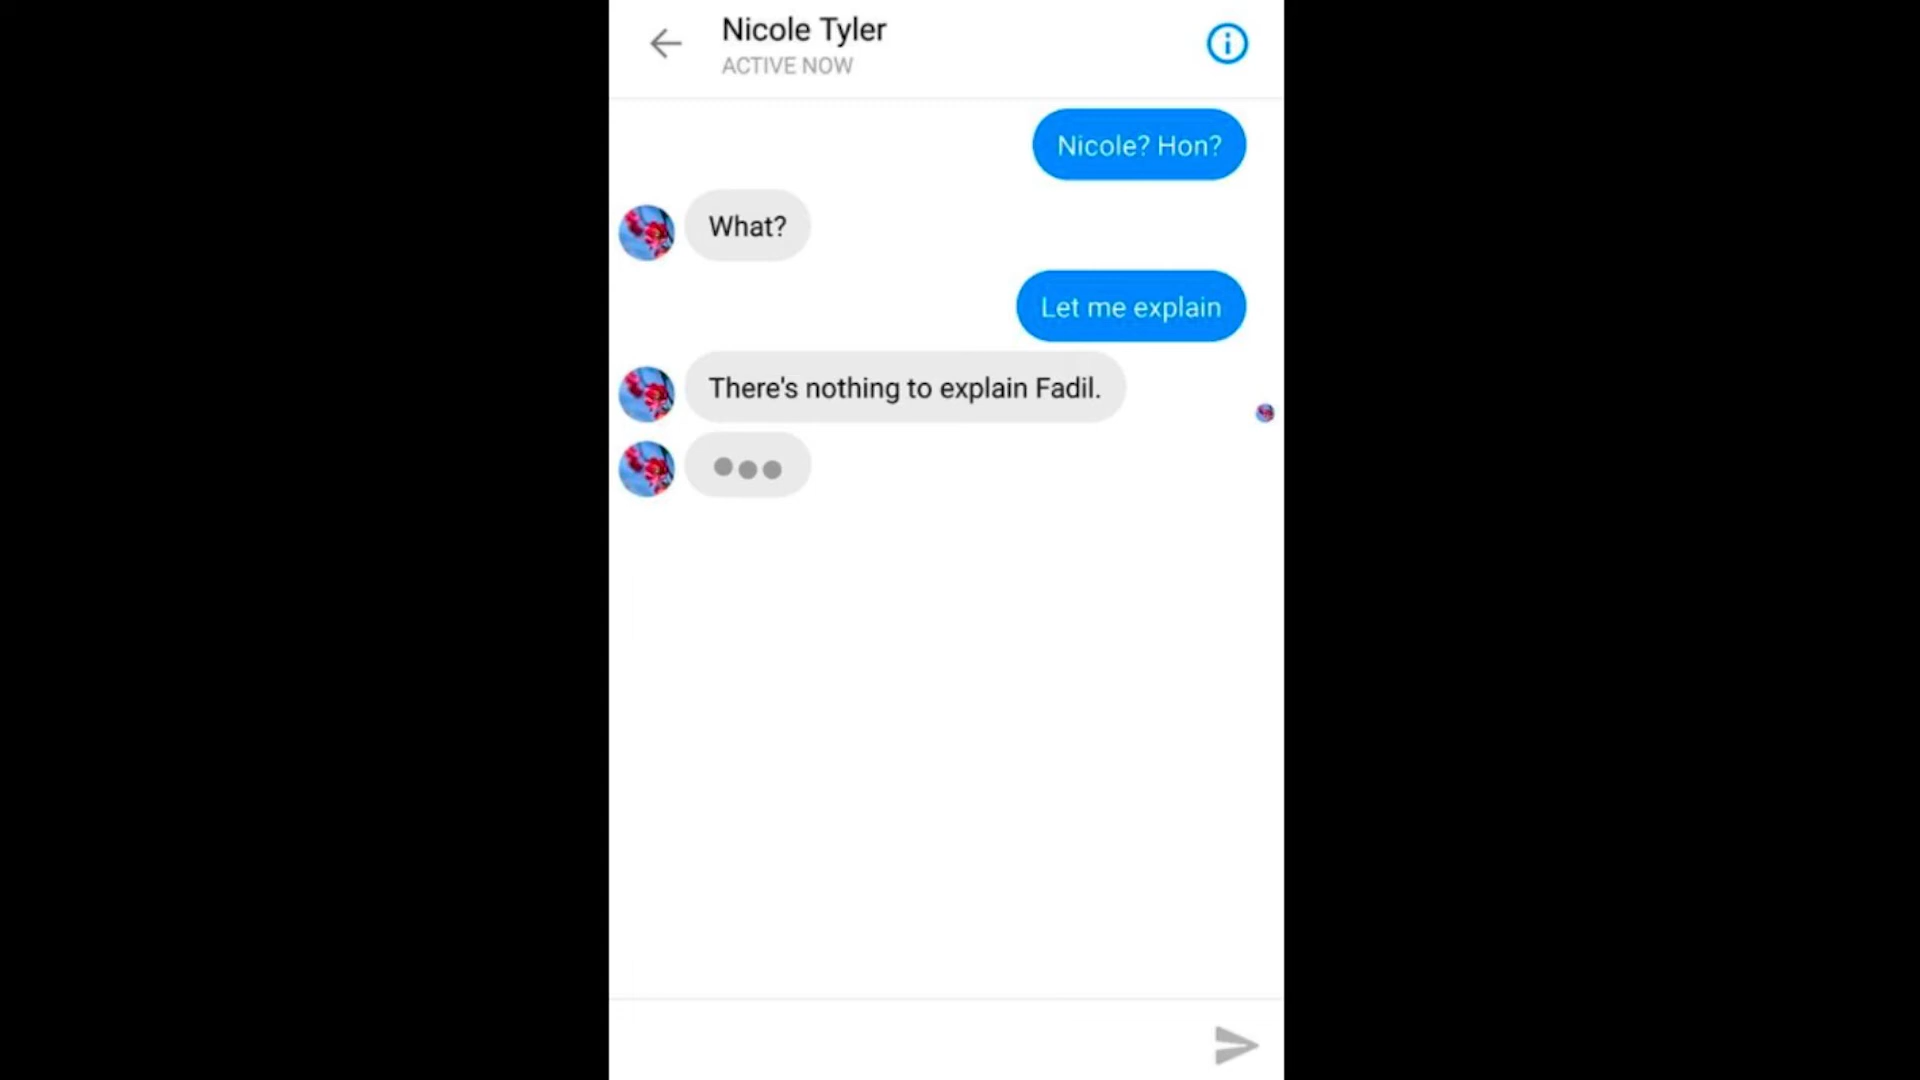 Nicole Tyler
ACTIVE NOW
Nicole? Hon?
What?
Let me explain
There's nothing to explain Fadil.